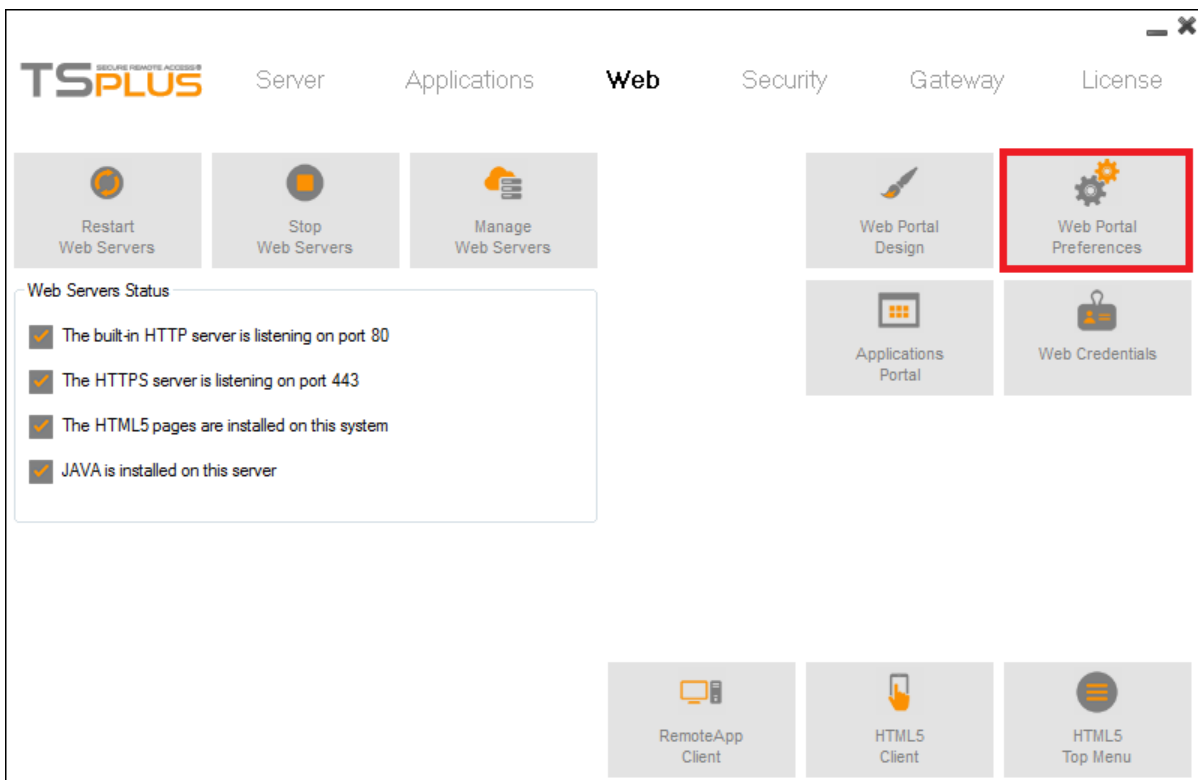 TSPLUS
SECURE REMOTE ACCESS®
Server
Applications
Web
Security
Gateway
License
Restart
Web Servers
Stop
Web Servers
Manage
Web Servers
Web Portal
Design
Web Portal
Preferences
Web Servers Status
The built-in HTTP server is listening on port 80
The HTTPS server is listening on port 443
The HTML5 pages are installed on this system
JAVA is installed on this server
Applications
Portal
Web Credentials
RemoteApp
Client
HTML5
Client
HTML5
Top Menu